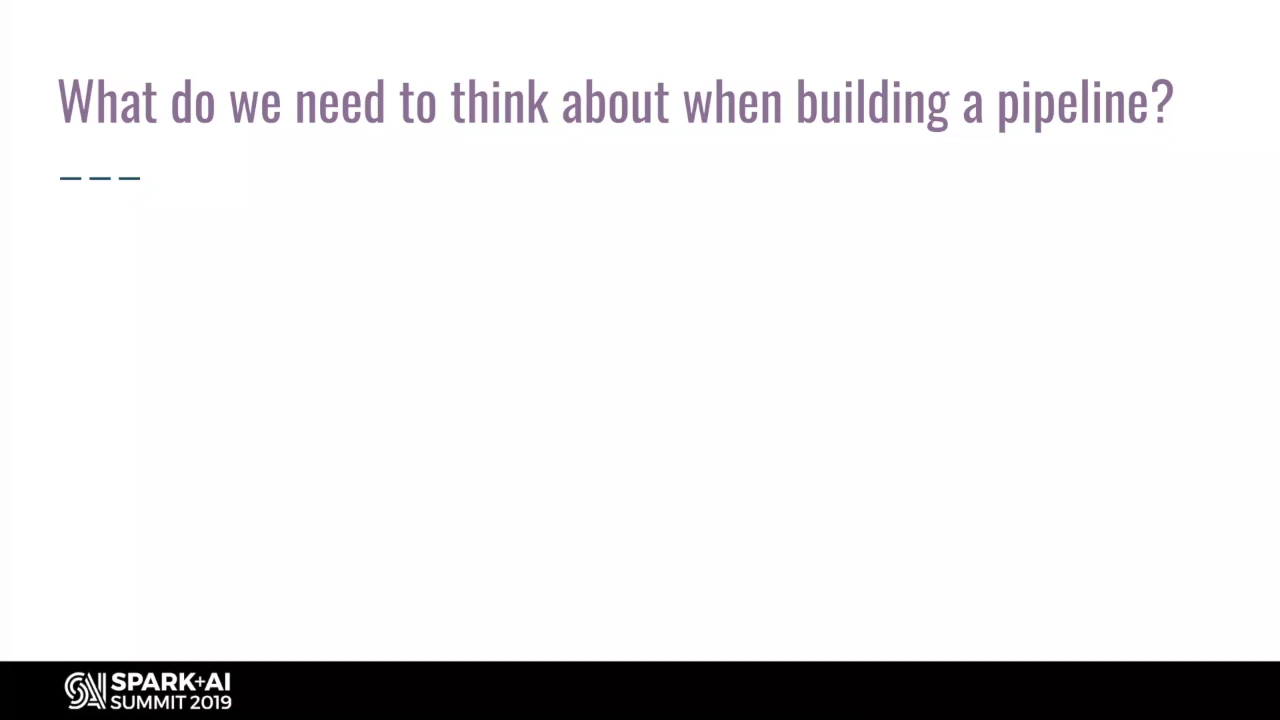 What do we need to think about when building a pipeline?
SPARK+AI
SUMMIT 2019